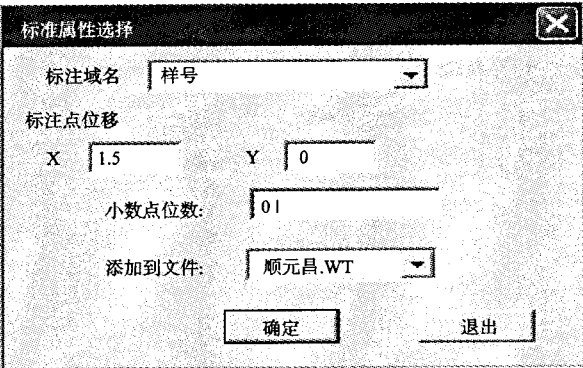 标准属性选择
标注域名 样号
标注点位移
X 1.5 Y 0
小数点位数: 0
添加到文件: 顺元昌.WT
确定 退出